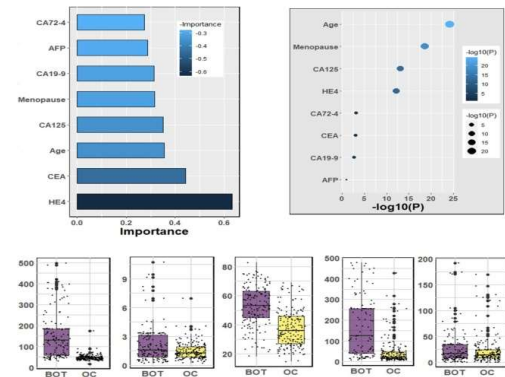 CA72-4
AFP
CA19-9
Menopause
CA125
Age
CEA
HE4
0.0 0.2 0.4 0.6
Importance
-Importance
-0.3
-0.4
-0.5
-0.6
Age
Menopause
CA125
HE4
CA72-4
CEA
CA19-9
AFP
0 5 10 15 20 25
-log10(P)
-log10(P)
20
15
10
5
-log10(P)
5
10
15
20
500
400
300
200
100
0
BOT OC
9
6
3
0
BOT OC
80
60
40
20
BOT OC
500
400
300
200
100
0
BOT OC
200
150
100
50
0
BOT OC